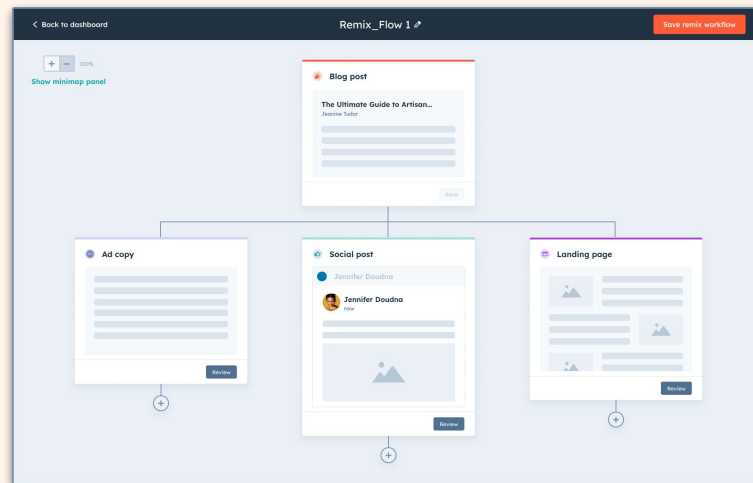 Back to dashboard
Remix_Flow 1
Save remix workflow
+
–
100%
Show minimap panel
Blog post
The Ultimate Guide to Artisan...
Jeanine Tudor
Save
Ad copy
Review
Social post
Jennifer Doudna
Jennifer Doudna
now
Review
Landing page
Review